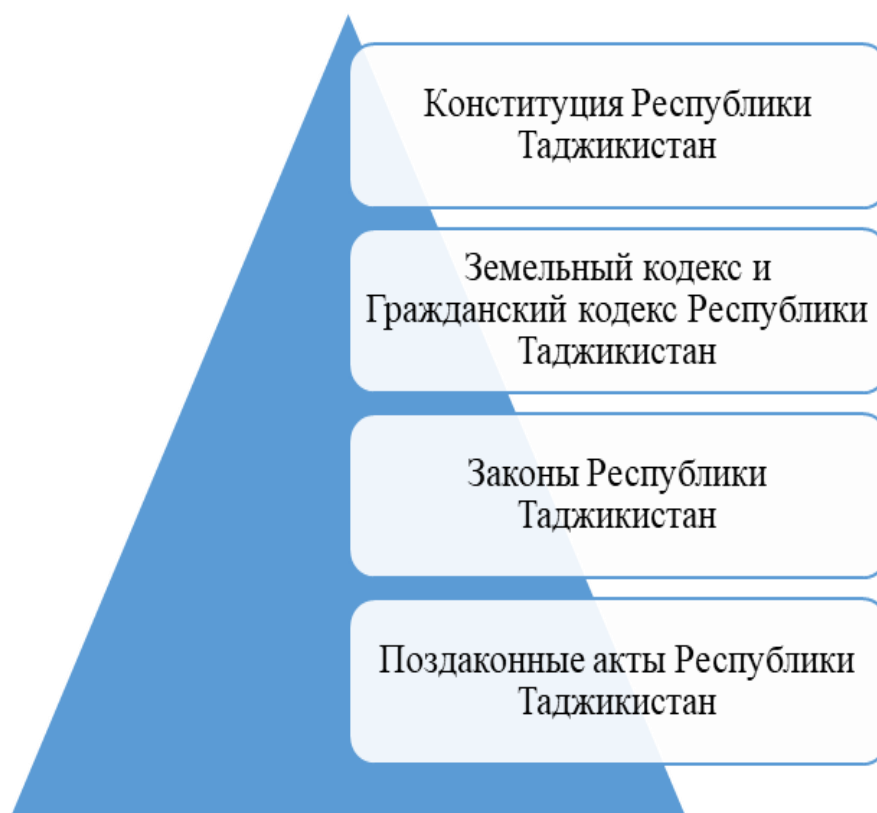 Конституция Республики
Таджикистан
Земельный кодекс и
Гражданский кодекс Республики
Таджикистан
Законы Республики
Таджикистан
Поздаконные акты Республики
Таджикистан